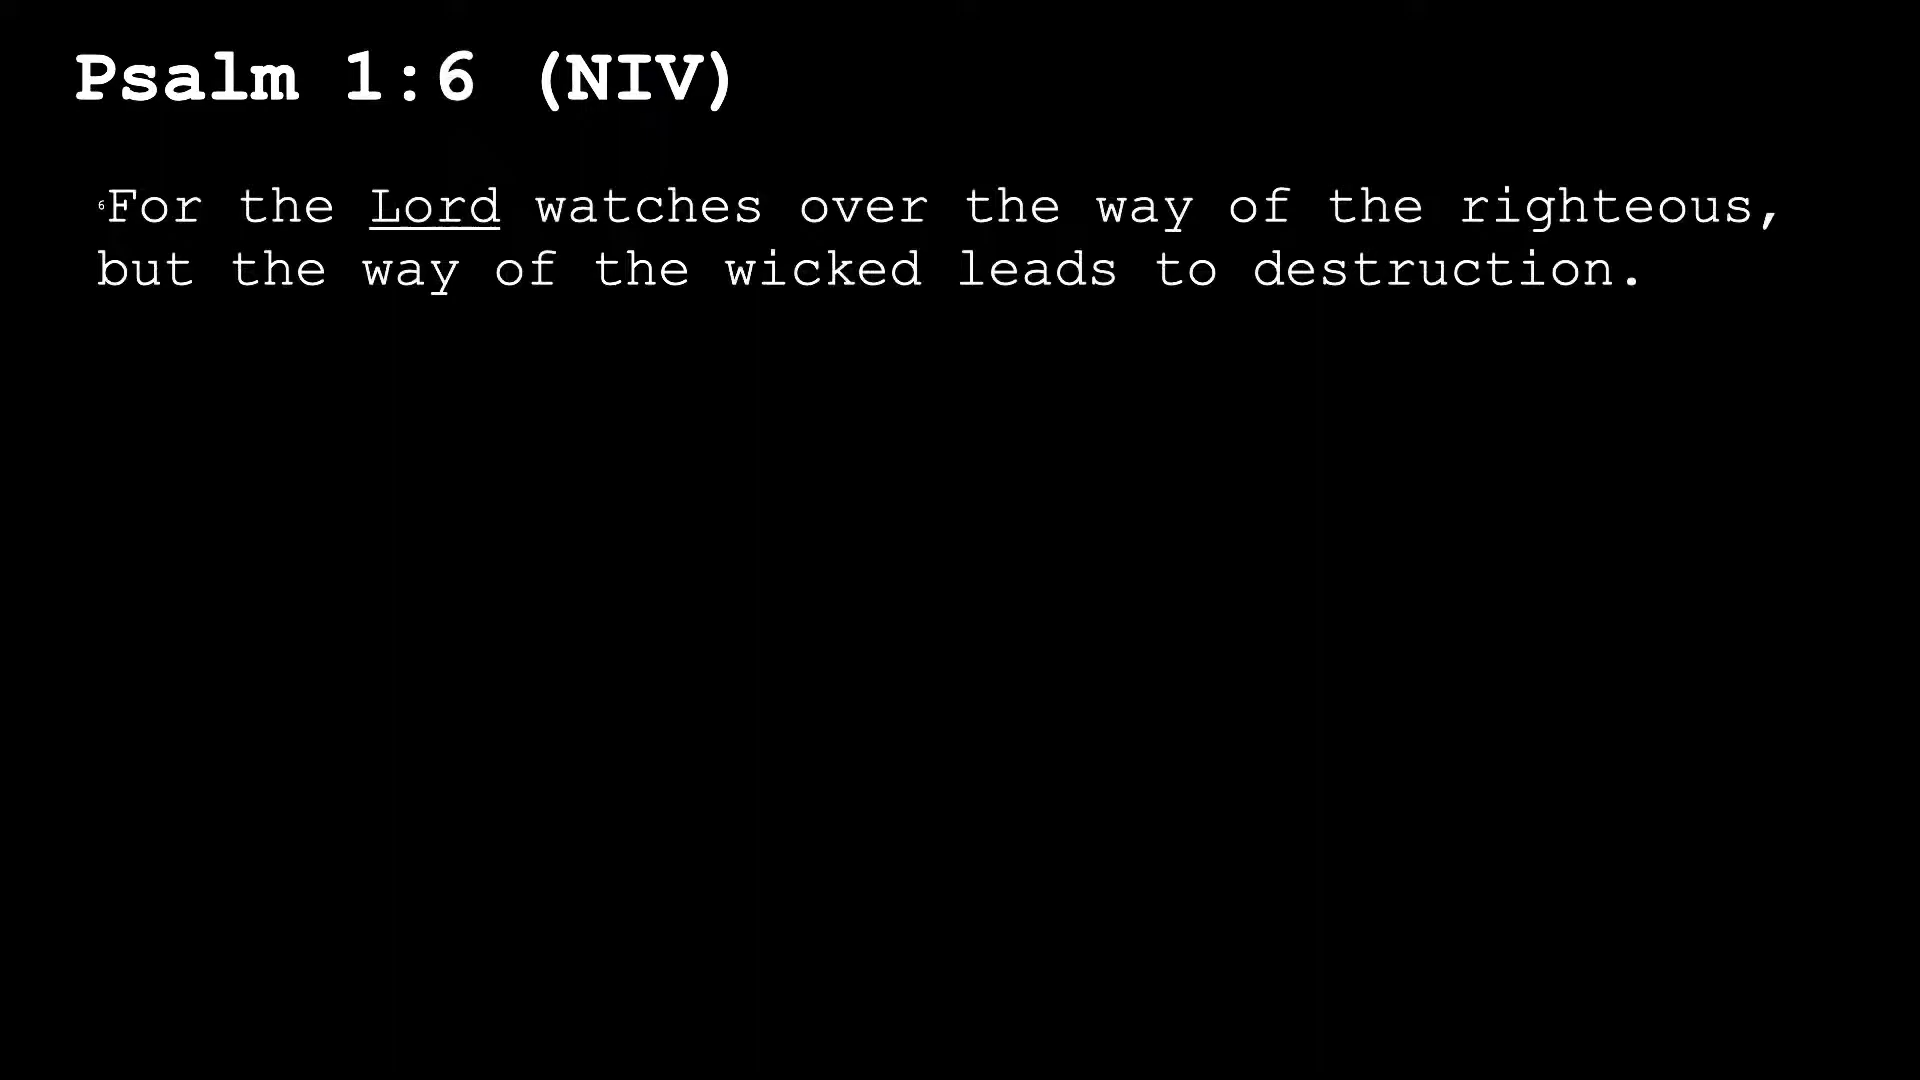 Psalm 1:6 (NIV)
6For the Lord watches over the way of the righteous,
but the way of the wicked leads to destruction.